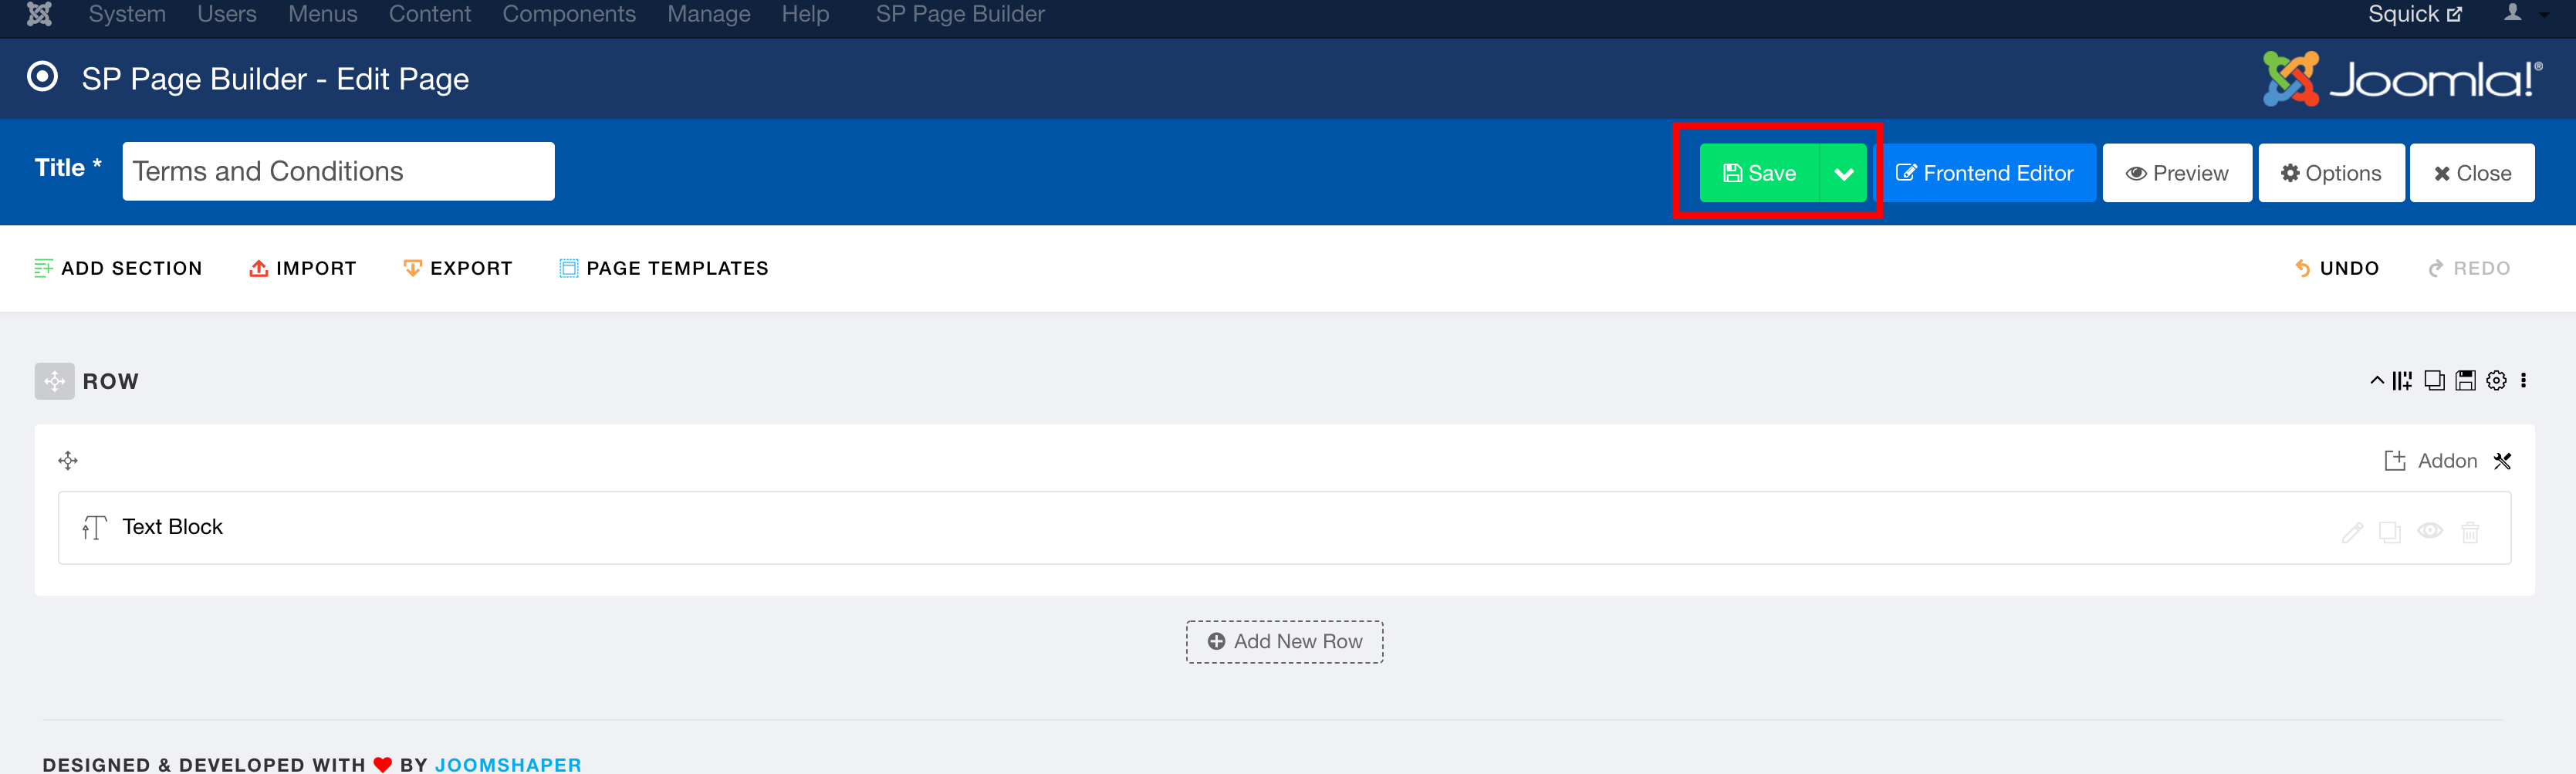 System Users Menus Content Components Manage Help SP Page Builder Squick
SP Page Builder - Edit Page Joomla!®
Title * Terms and Conditions Save Frontend Editor Preview Options Close
ADD SECTION IMPORT EXPORT PAGE TEMPLATES UNDO REDO
ROW
Addon
Text Block
Add New Row
DESIGNED & DEVELOPED WITH ❤ BY JOOMSHAPER